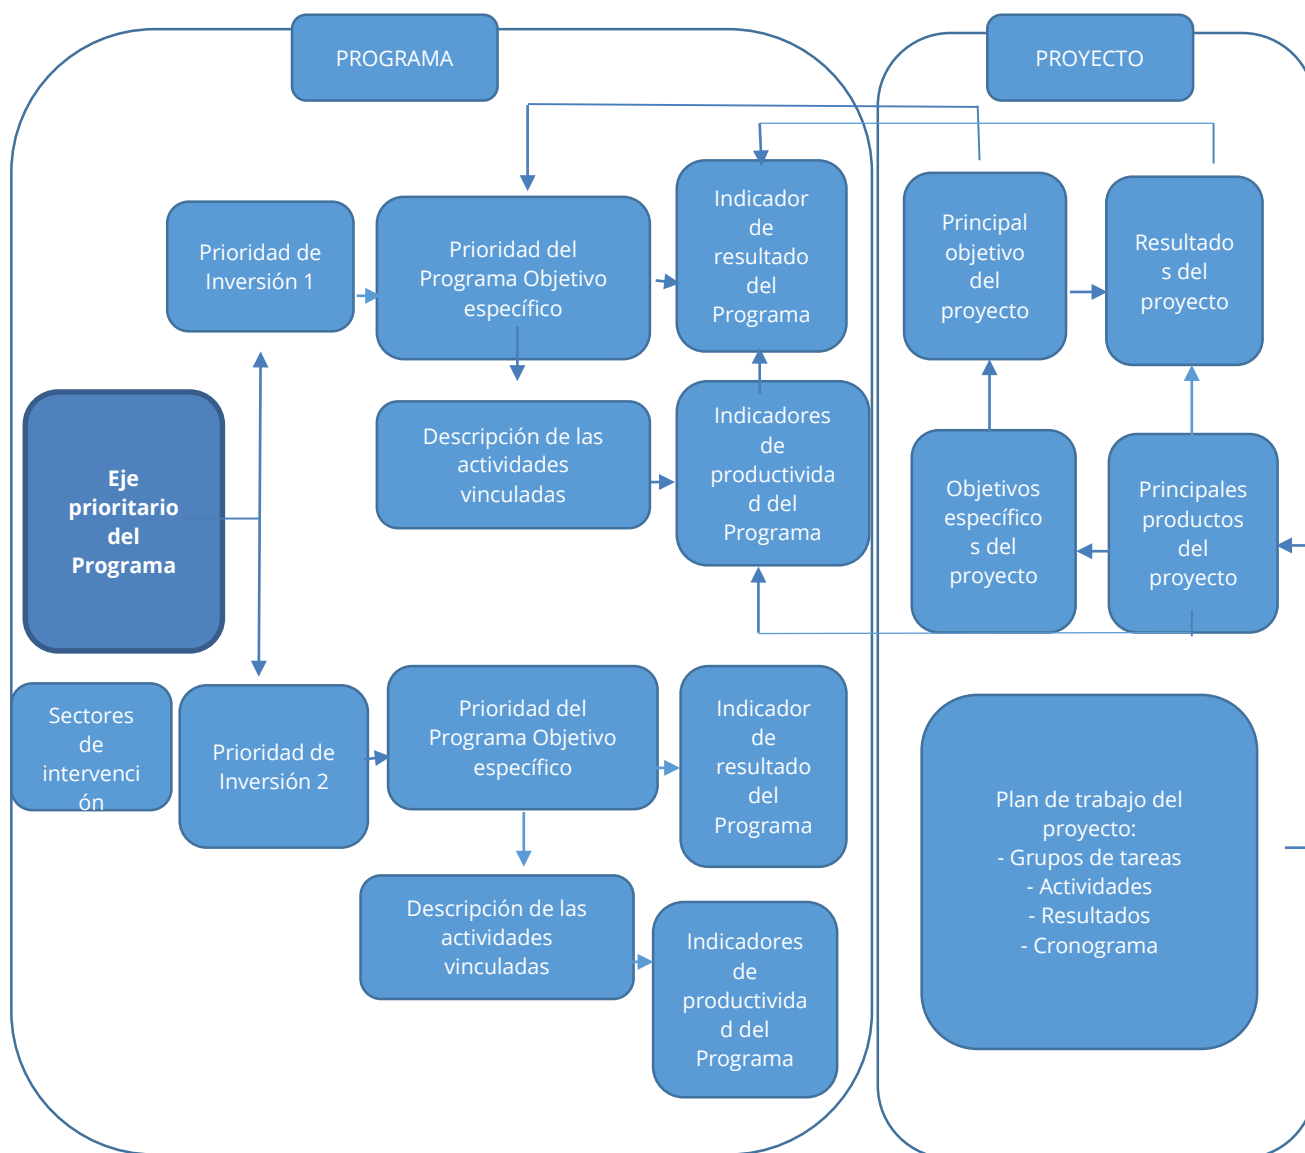 PROGRAMA
PROYECTO
Prioridad de
Inversión 1
Prioridad del
Programa Objetivo
específico
Indicador
de
resultado
del
Programa
Principal
objetivo
del
proyecto
Resultado
s del
proyecto
Eje
prioritario
del
Programa
Descripción de las
actividades
vinculadas
Indicadores
de
productivida
d del
Programa
Objetivos
específico
s del
proyecto
Principales
productos
del
proyecto
Sectores
de
intervenci
ón
Prioridad de
Inversión 2
Prioridad del
Programa Objetivo
específico
Indicador
de
resultado
del
Programa
Plan de trabajo del
proyecto:
- Grupos de tareas
- Actividades
- Resultados
- Cronograma
Descripción de las
actividades
vinculadas
Indicadores
de
productivida
d del
Programa